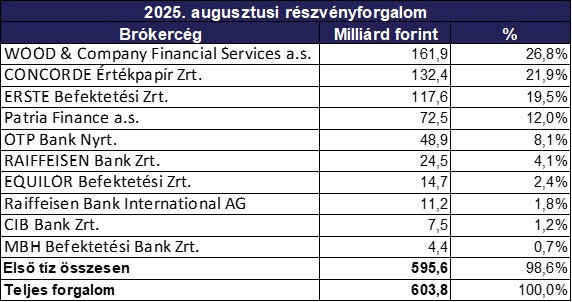 2025. augusztusi részvényforgalom
Brókercég Milliárd forint %
WOOD & Company Financial Services a.s. 161,9 26,8%
CONCORDE Értékpapír Zrt. 132,4 21,9%
ERSTE Befektetési Zrt. 117,6 19,5%
Patria Finance a.s. 72,5 12,0%
OTP Bank Nyrt. 48,9 8,1%
RAIFFEISEN Bank Zrt. 24,5 4,1%
EQUILOR Befektetési Zrt. 14,7 2,4%
Raiffeisen Bank International AG 11,2 1,8%
CIB Bank Zrt. 7,5 1,2%
MBH Befektetési Bank Zrt. 4,4 0,7%
Első tíz összesen 595,6 98,6%
Teljes forgalom 603,8 100,0%